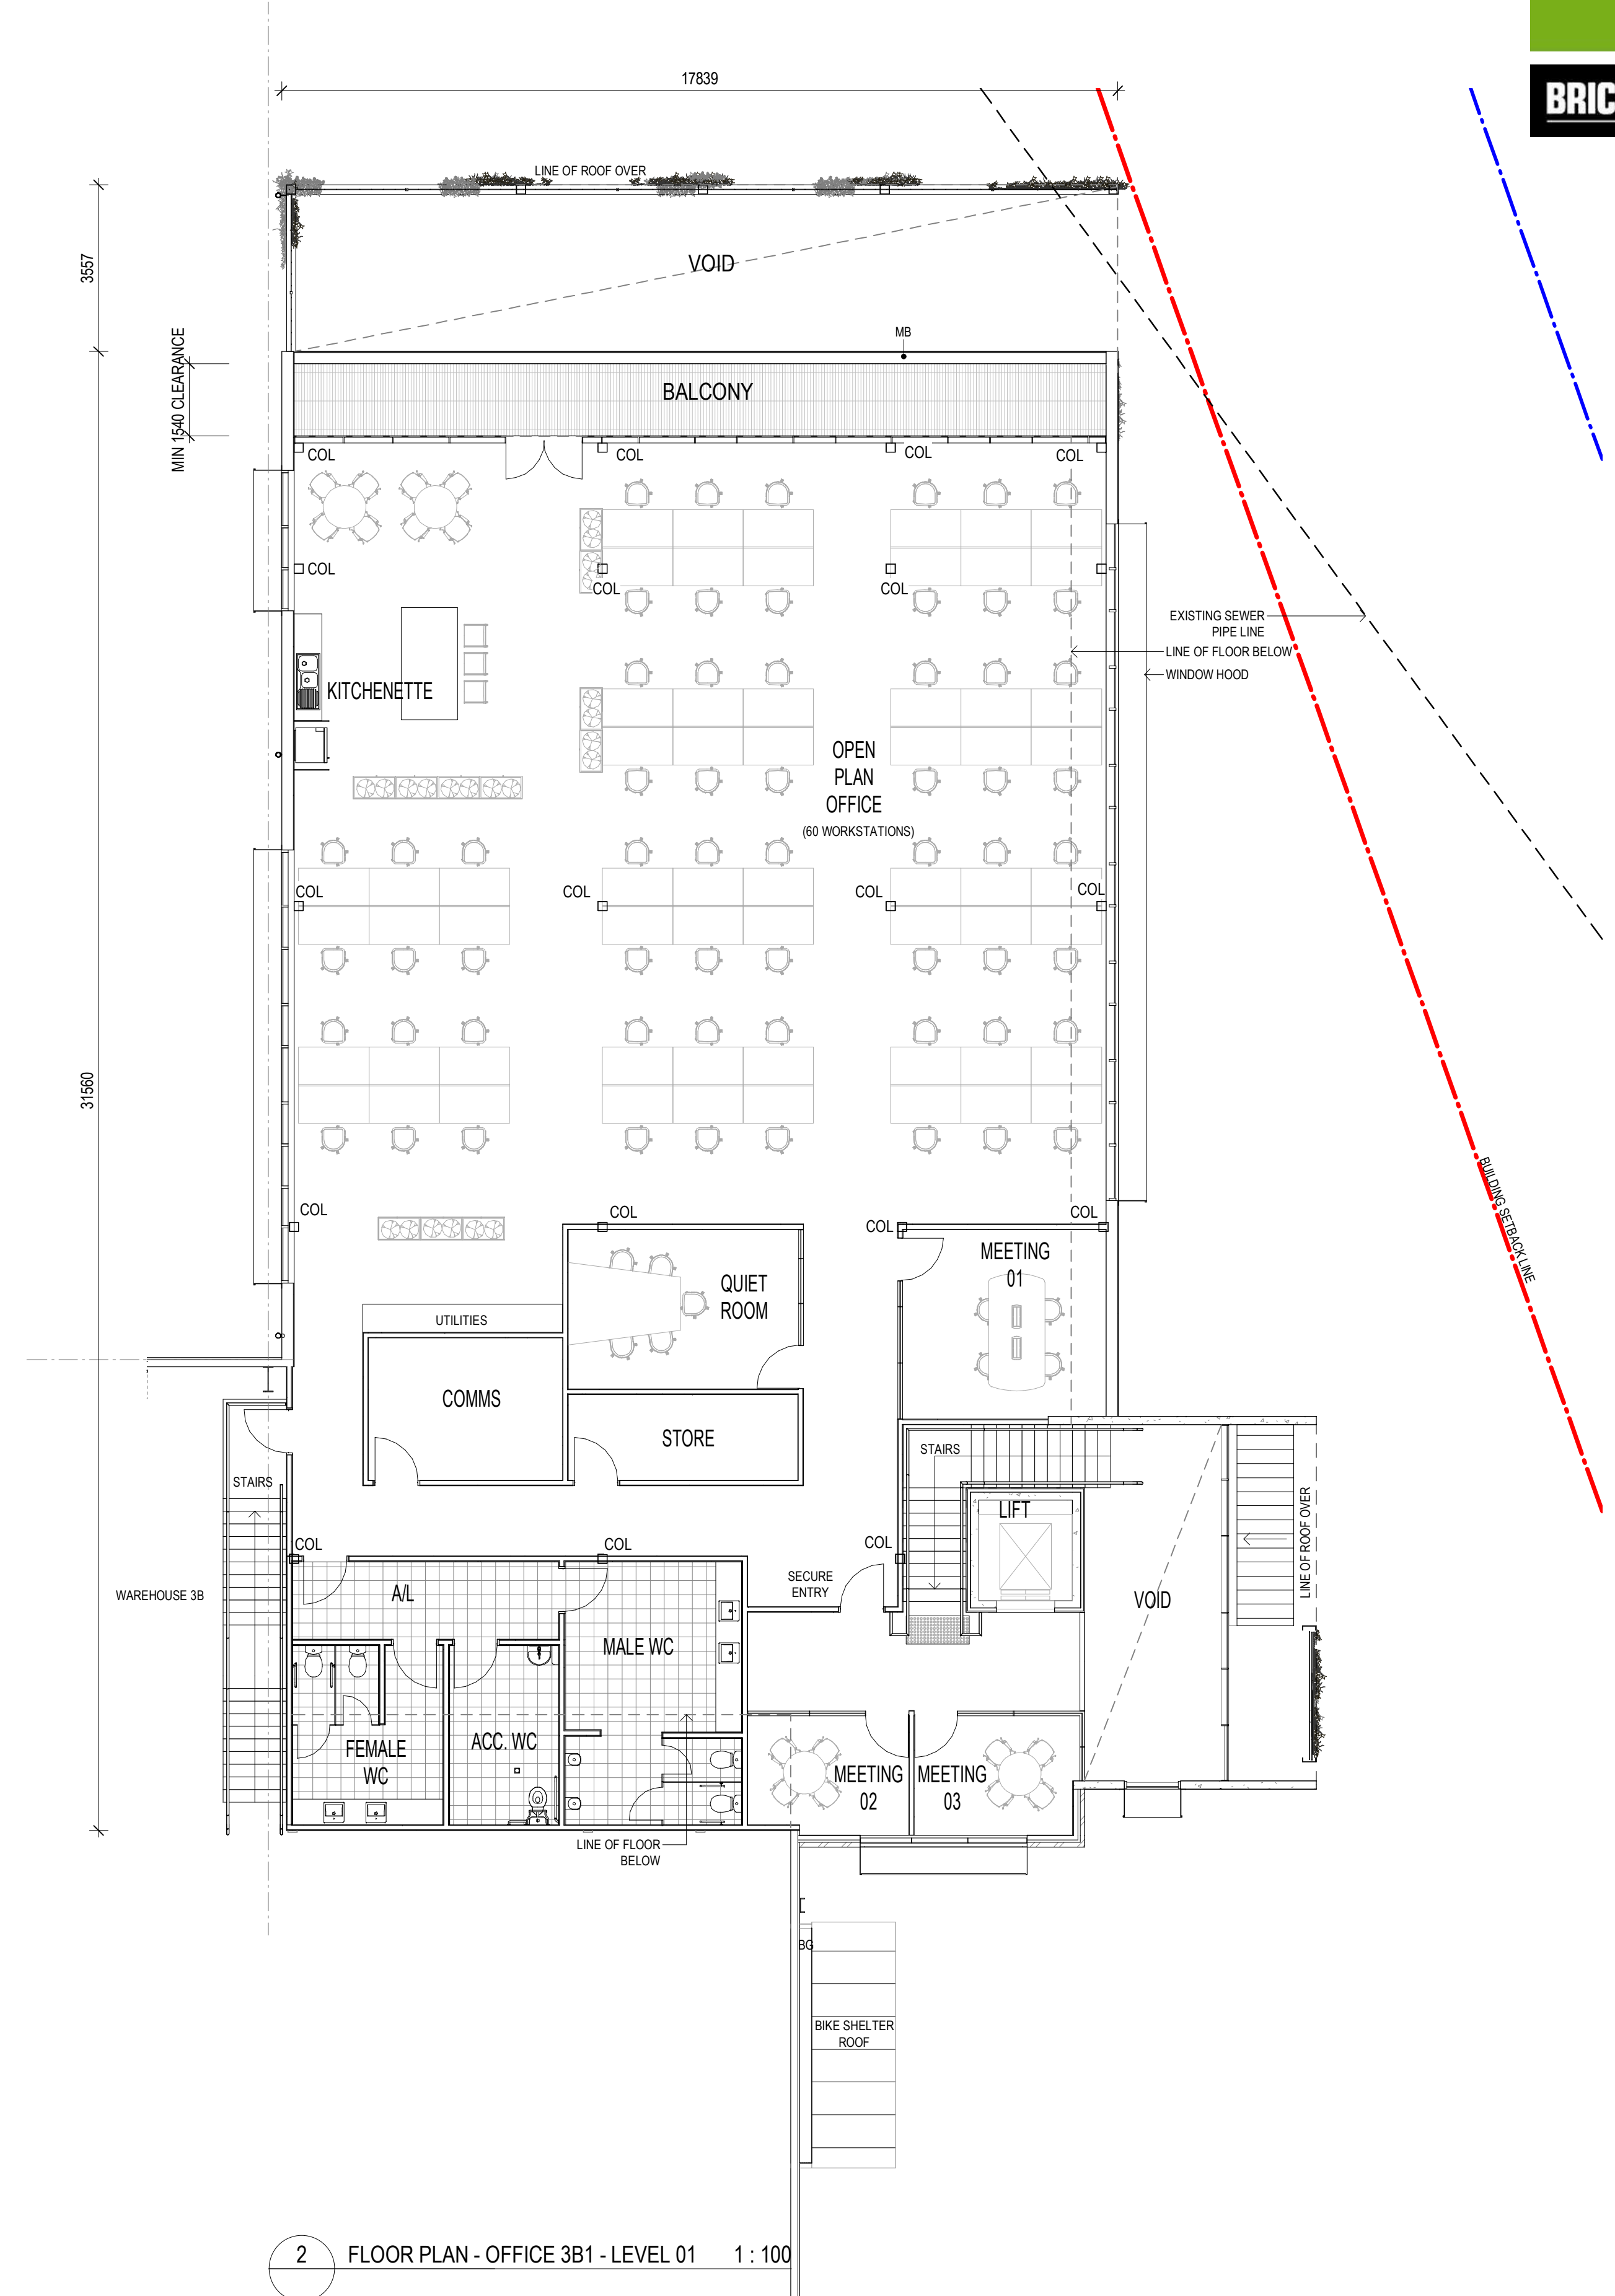 17839
BRIC
LINE OF ROOF OVER
3557
VOID
MIN 1540 CLEARANCE
MB
BALCONY
COL
COL
COL
COL
COL
COL
COL
EXISTING SEWER
PIPE LINE
LINE OF FLOOR BELOW
WINDOW HOOD
KITCHENETTE
OPEN
PLAN
OFFICE
(60 WORKSTATIONS)
COL
COL
COL
COL
31560
BUILDING SETBACK LINE
COL
COL
COL
COL
MEETING
01
QUIET
ROOM
UTILITIES
COMMS
STORE
STAIRS
STAIRS
LIFT
LINE OF ROOF OVER
COL
COL
COL
SECURE
ENTRY
WAREHOUSE 3B
A/L
VOID
MALE WC
ACC. WC
FEMALE
WC
MEETING
02
MEETING
03
LINE OF FLOOR
BELOW
BG
BIKE SHELTER
ROOF
2
FLOOR PLAN - OFFICE 3B1 - LEVEL 01
1 : 100